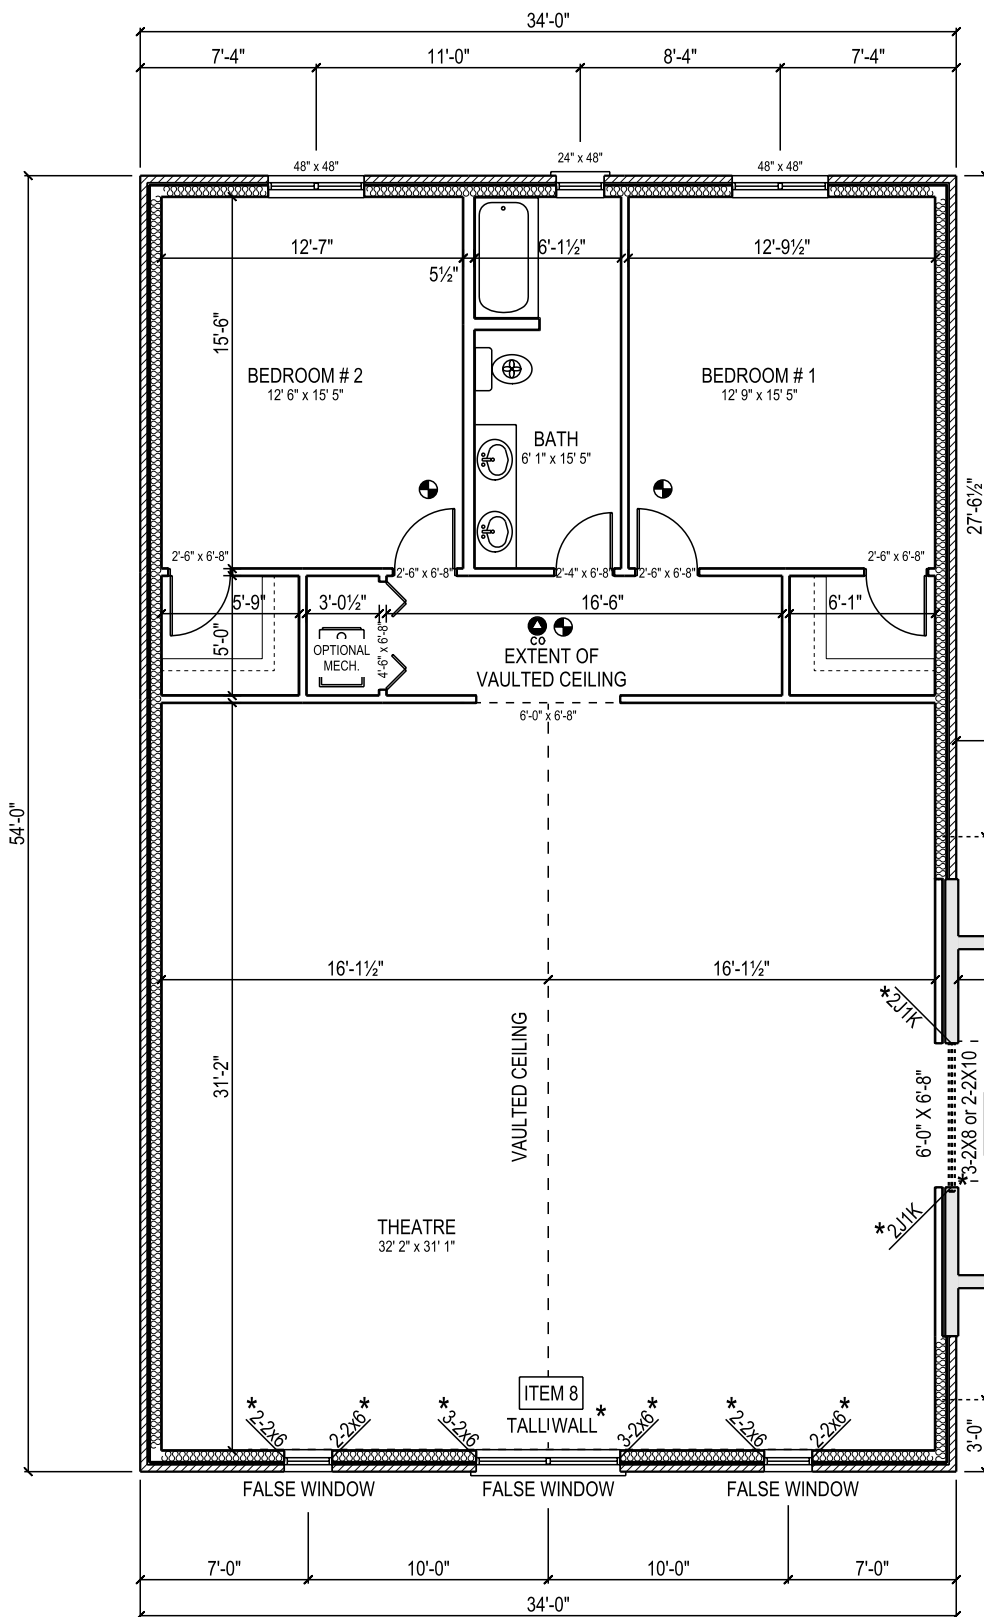 34'-0"
7'-4"
11'-0"
8'-4"
7'-4"
48" x 48"
24" x 48"
48" x 48"
12'-7"
5½"
6'-1½"
12'-9½"
15'-6"
BEDROOM # 2
12' 6" x 15' 5"
BEDROOM # 1
12' 9" x 15' 5"
BATH
6' 1" x 15' 5"
27'-6½"
2'-6" x 6'-8"
2'-6" x 6'-8"
2'-4" x 6'-8"
2'-6" x 6'-8"
2'-6" x 6'-8"
5'-9"
3'-0½"
16'-6"
6'-1"
5'-0"
4'-6" x 6'-8"
OPTIONAL
MECH.
CO
EXTENT OF
VAULTED CEILING
6'-0" x 6'-8"
54'-0"
16'-1½"
16'-1½"
*2J1K
VAULTED CEILING
31'-2"
6'-0" X 6'-8"
*3-2X8 or 2-2X10
*2J1K
THEATRE
32' 2" x 31' 1"
ITEM 8
TALLWALL*
*2-2x6
2-2x6*
*3-2x6
3-2x6*
*2-2x6
2-2x6*
3'-0"
FALSE WINDOW
FALSE WINDOW
FALSE WINDOW
7'-0"
10'-0"
10'-0"
7'-0"
34'-0"